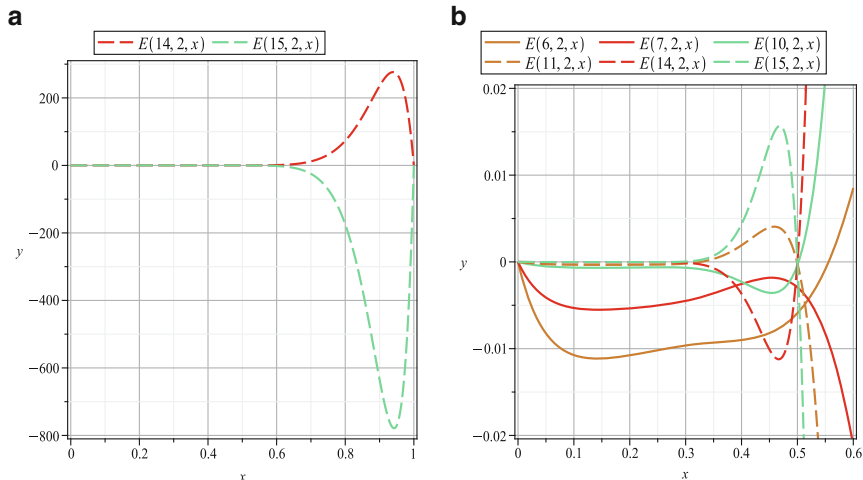 a
E(14, 2, x) E(15, 2, x)
200
0
−200
y
−400
−600
−800
0 0.2 0.4 0.6 0.8 1
x
b
E(6, 2, x) E(7, 2, x) E(10, 2, x)
E(11, 2, x) E(14, 2, x) E(15, 2, x)
0.02
0.01
y
0
−0.01
−0.02
0 0.1 0.2 0.3 0.4 0.5 0.6
x